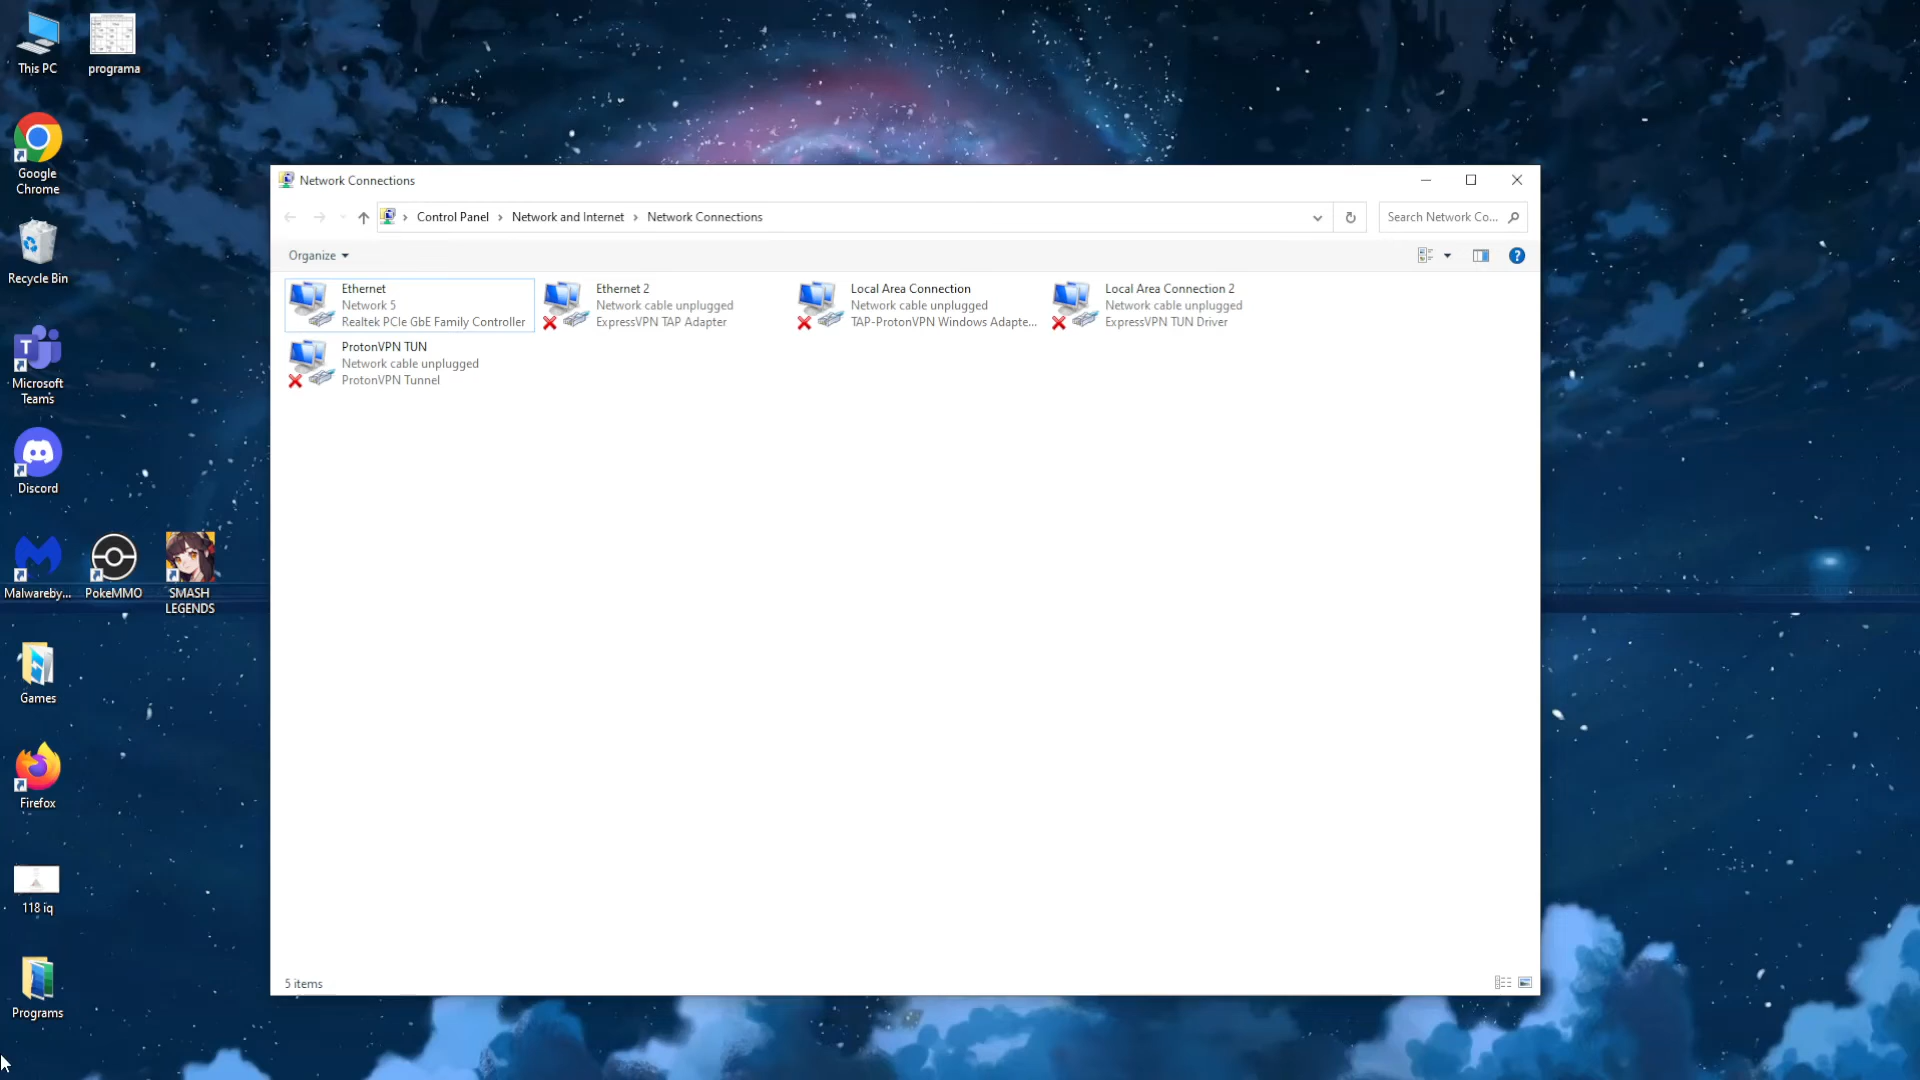 This PC
programa
Google
Chrome
Recycle Bin
Microsoft
Teams
Discord
Malwareby...
PokeMMO
SMASH
LEGENDS
Games
Firefox
118 iq
Programs
Network Connections
Control Panel
Network and Internet
Network Connections
Search Network Co...
Organize
Ethernet
Network 5
Realtek PCIe GbE Family Controller
Ethernet 2
Network cable unplugged
ExpressVPN TAP Adapter
Local Area Connection
Network cable unplugged
TAP-ProtonVPN Windows Adapte...
Local Area Connection 2
Network cable unplugged
ExpressVPN TUN Driver
ProtonVPN TUN
Network cable unplugged
ProtonVPN Tunnel
5 items